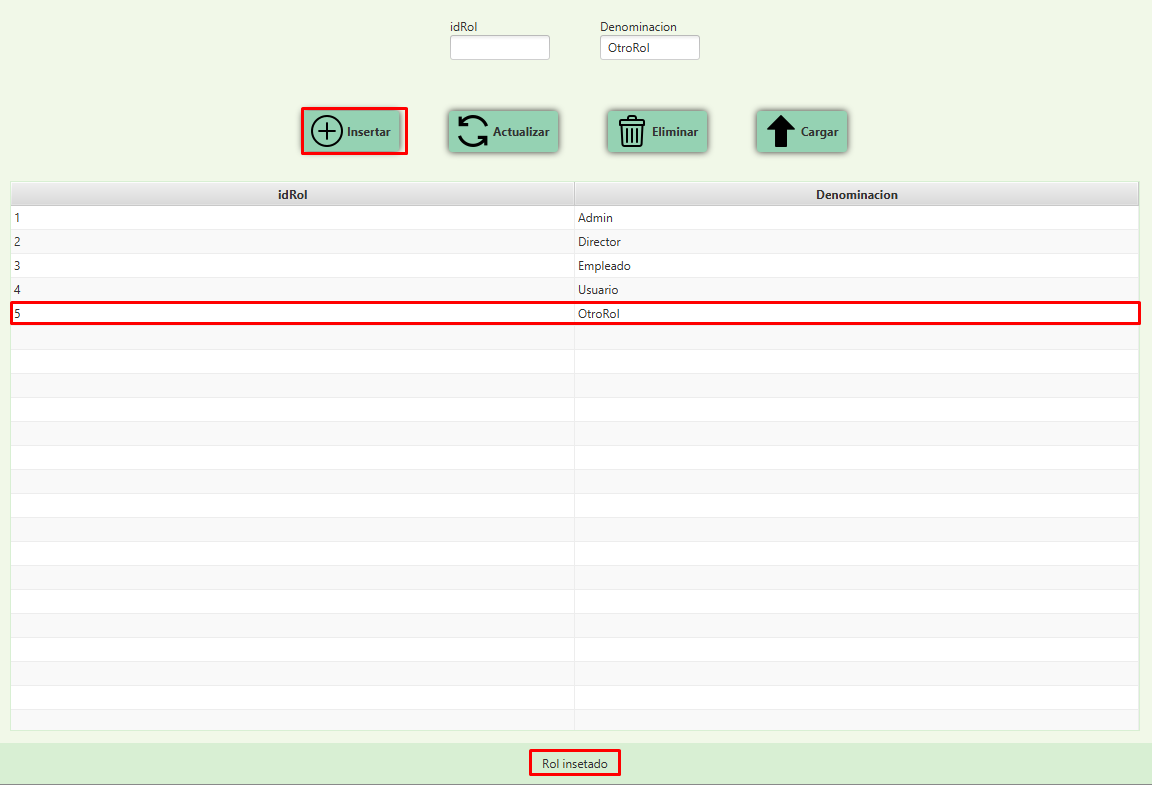 idRol Denominacion
OtroRol
Insertar Actualizar Eliminar Cargar
idRol Denominacion
1 Admin
2 Director
3 Empleado
4 Usuario
5 OtroRol
Rol insetado